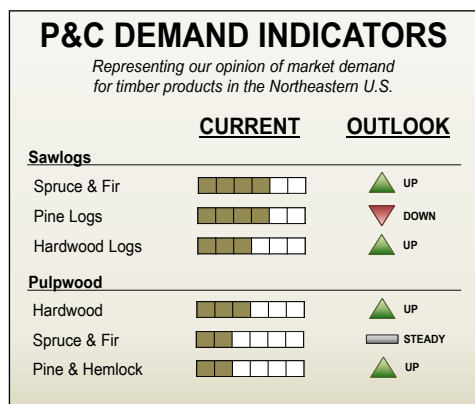 P&C DEMAND INDICATORS
Representing our opinion of market demand
for timber products in the Northeastern U.S.
CURRENT OUTLOOK
Sawlogs
Spruce & Fir UP
Pine Logs DOWN
Hardwood Logs UP
Pulpwood
Hardwood UP
Spruce & Fir STEADY
Pine & Hemlock UP